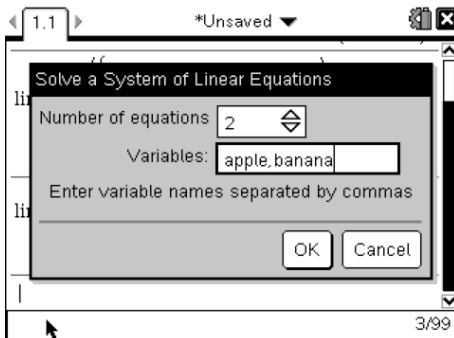 1.1 *Unsaved
Solve a System of Linear Equations
Number of equations 2
Variables: apple,banana
Enter variable names separated by commas
OK Cancel
3/99